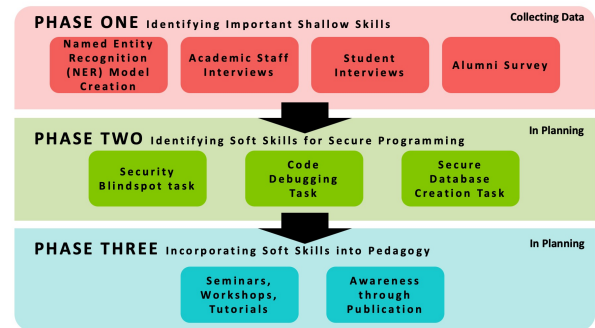 PHASE ONE Identifying Important Shallow Skills
Collecting Data
Named Entity
Recognition
(NER) Model
Creation
Academic Staff
Interviews
Student
Interviews
Alumni Survey
PHASE TWO Identifying Soft Skills for Secure Programming
In Planning
Security
Blindspot task
Code
Debugging
Task
Secure
Database
Creation Task
PHASE THREE Incorporating Soft Skills into Pedagogy
In Planning
Seminars,
Workshops,
Tutorials
Awareness
through
Publication